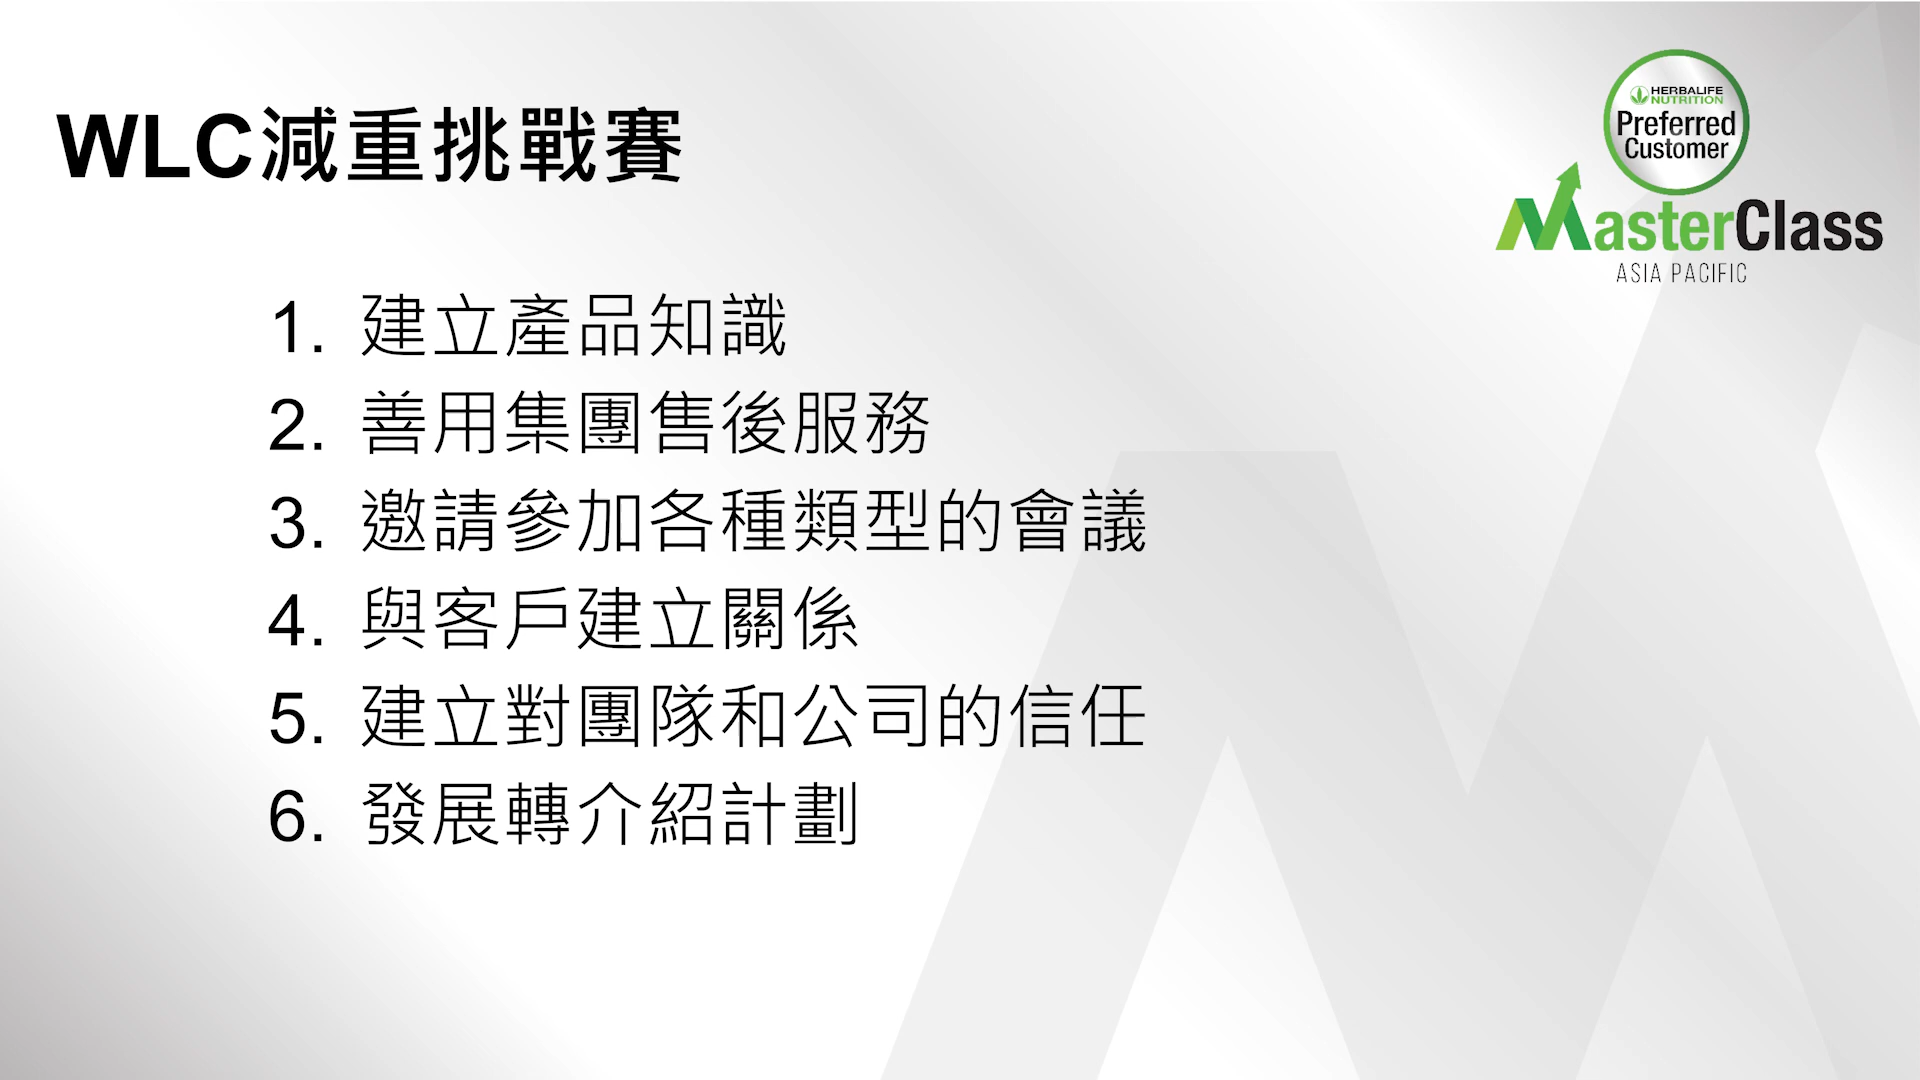 WLC減重挑戰賽
HERBALIFE
NUTRITION
Preferred
Customer
MasterClass
ASIA PACIFIC
1. 建立產品知識
2. 善用集團售後服務
3. 邀請參加各種類型的會議
4. 與客戶建立關係
5. 建立對團隊和公司的信任
6. 發展轉介紹計劃